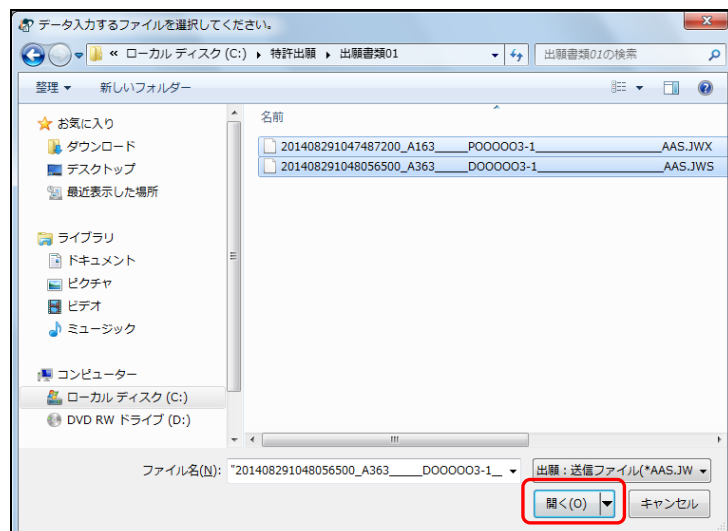 データ入力するファイルを選択してください。
« ローカル ディスク (C:) ▸ 特許出願 ▸ 出願書類01
出願書類01の検索
整理 新しいフォルダー
名前
201408291047487200_A163_____POOOOO3-1__________________AAS.JWX
201408291048056500_A363_____DOOOOO3-1__________________AAS.JWS
お気に入り
ダウンロード
デスクトップ
最近表示した場所
ライブラリ
ドキュメント
ピクチャ
ビデオ
ミュージック
コンピューター
ローカル ディスク (C:)
DVD RW ドライブ (D:)
ファイル名(N): "201408291048056500_A363_____DOOOOO3-1__
出願：送信ファイル(*AAS.JW
開く(O) キャンセル